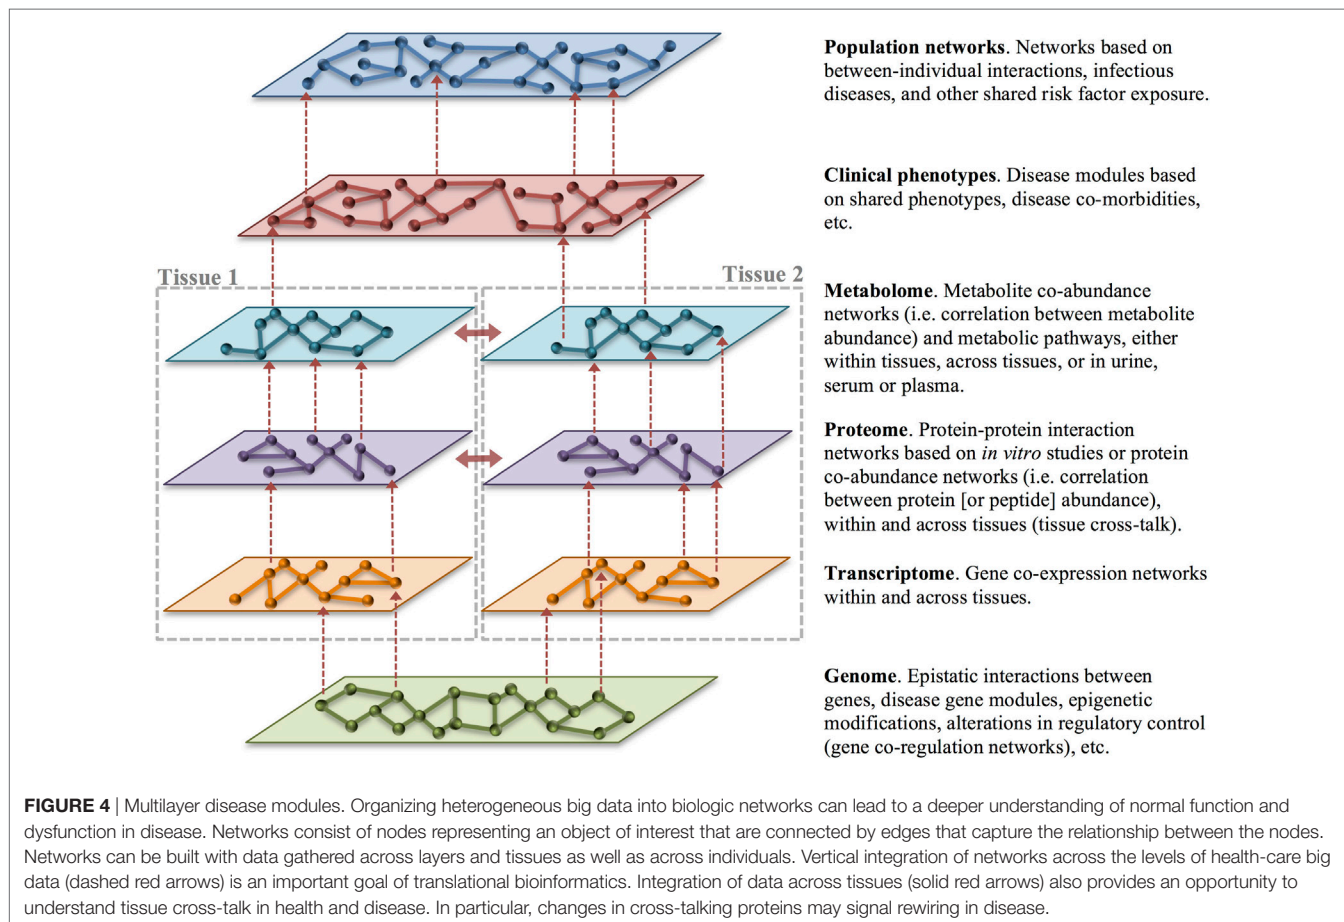 Population networks. Networks based on
between-individual interactions, infectious
diseases, and other shared risk factor exposure.
Clinical phenotypes. Disease modules based
on shared phenotypes, disease co-morbidities,
etc.
Tissue 1
Tissue 2
Metabolome. Metabolite co-abundance
networks (i.e. correlation between metabolite
abundance) and metabolic pathways, either
within tissues, across tissues, or in urine,
serum or plasma.
Proteome. Protein-protein interaction
networks based on in vitro studies or protein
co-abundance networks (i.e. correlation
between protein [or peptide] abundance),
within and across tissues (tissue cross-talk).
Transcriptome. Gene co-expression networks
within and across tissues.
Genome. Epistatic interactions between
genes, disease gene modules, epigenetic
modifications, alterations in regulatory control
(gene co-regulation networks), etc.
FIGURE 4 | Multilayer disease modules. Organizing heterogeneous big data into biologic networks can lead to a deeper understanding of normal function and
dysfunction in disease. Networks consist of nodes representing an object of interest that are connected by edges that capture the relationship between the nodes.
Networks can be built with data gathered across layers and tissues as well as across individuals. Vertical integration of networks across the levels of health-care big
data (dashed red arrows) is an important goal of translational bioinformatics. Integration of data across tissues (solid red arrows) also provides an opportunity to
understand tissue cross-talk in health and disease. In particular, changes in cross-talking proteins may signal rewiring in disease.